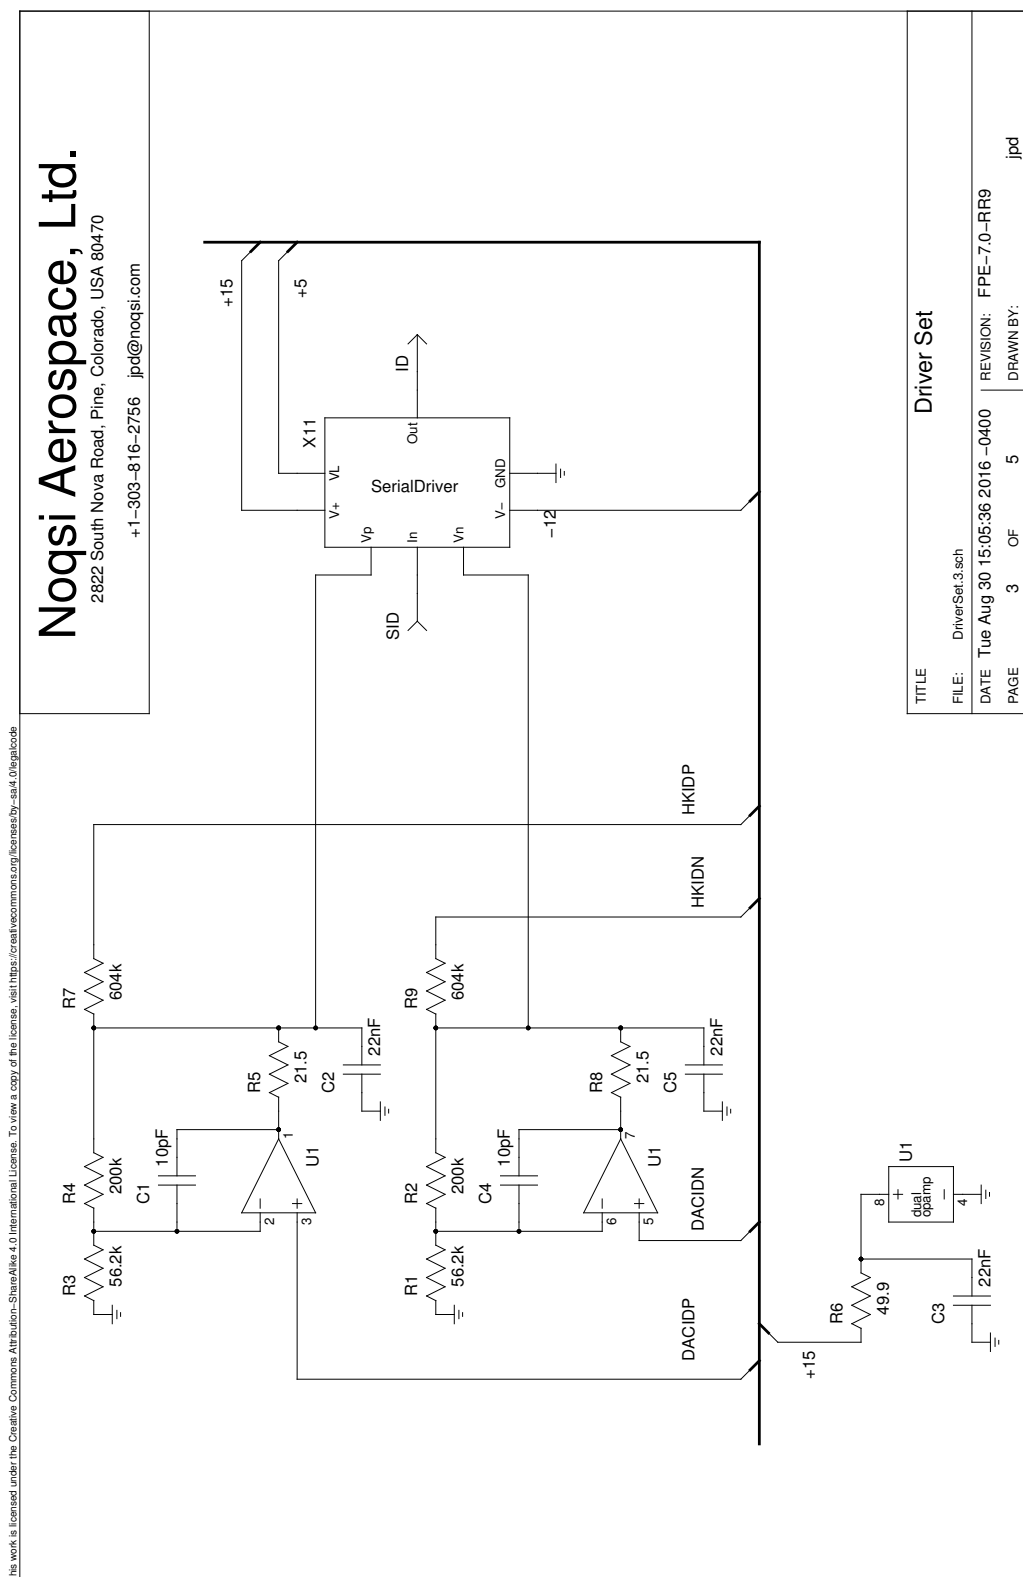 his work is licensed under the Creative Commons Attribution−ShareAlike 4.0 International License. To view a copy of the license, visit https://creativecommons.org/licenses/by−sa/4.0/legalcode
Noqsi Aerospace, Ltd.
2822 South Nova Road, Pine, Colorado, USA 80470
+1−303−816−2756 jpd@noqsi.com
R3
56.2k
R4
200k
R7
604k
C1
10pF
2
3
−
+
1
U1
R5
21.5
C2
22nF
+15
+5
X11
V+
VL
Vp
In
Vn
SerialDriver
Out
V−
GND
−12
SID
ID
R1
56.2k
R2
200k
R9
604k
C4
10pF
6
5
−
+
7
U1
R8
21.5
C5
22nF
DACIDP
DACIDN
HKIDN
HKIDP
+15
R6
49.9
C3
22nF
8
+
dual
opamp
−
4
U1
TITLE
Driver Set
FILE: DriverSet.3.sch
DATE Tue Aug 30 15:05:36 2016 −0400
REVISION: FPE−7.0−RR9
PAGE 3 OF 5
DRAWN BY: jpd